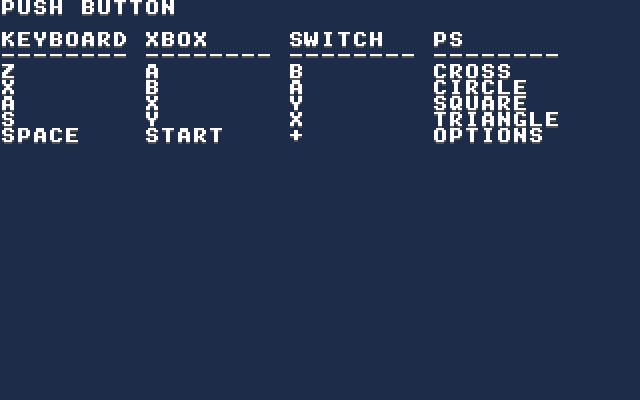 PUSH BUTTON
KEYBOARD XBOX SWITCH PS
-------- -------- -------- --------
Z A B CROSS
X B A CIRCLE
A X Y SQUARE
S Y X TRIANGLE
SPACE START + OPTIONS